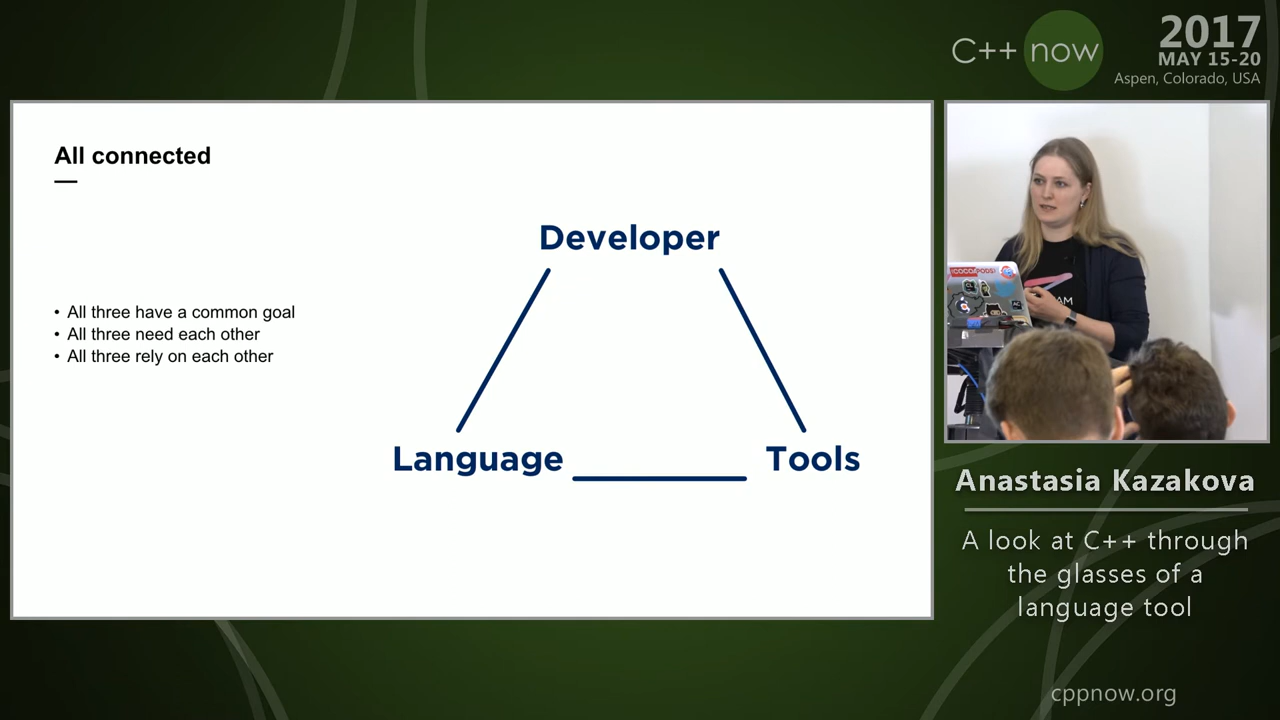 C++ now
2017
MAY 15-20
Aspen, Colorado, USA
All connected
Developer
• All three have a common goal
• All three need each other
• All three rely on each other
Language
Tools
Anastasia Kazakova
A look at C++ through
the glasses of a
language tool
cppnow.org